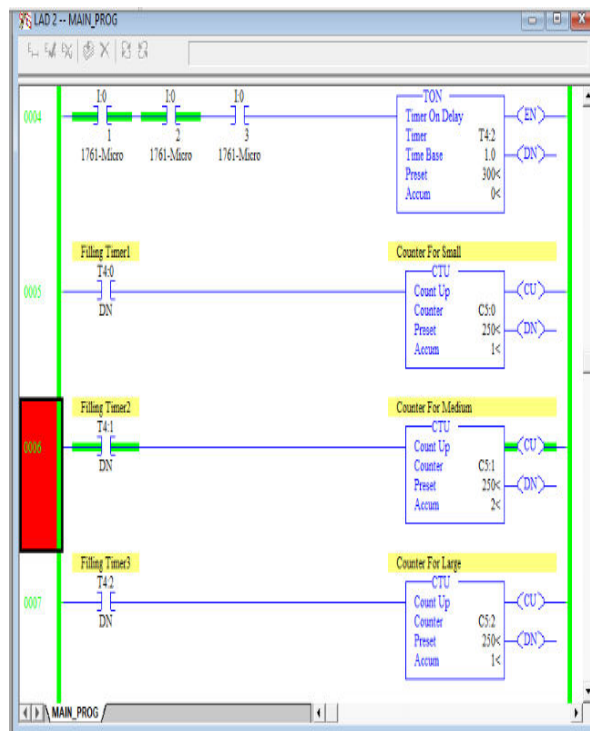 LAD 2 -- MAIN_PROG
0004
I:0 I:0 I:0
1 2 3
1761-Micro 1761-Micro 1761-Micro
TON
Timer On Delay
Timer T4:2
Time Base 1.0
Preset 300<
Accum 0<
EN
DN
Filling Timer1
T4:0
DN
0005
Counter For Small
CTU
Count Up
Counter C5:0
Preset 250<
Accum 1<
CU
DN
Filling Timer2
T4:1
DN
0006
Counter For Medium
CTU
Count Up
Counter C5:1
Preset 250<
Accum 2<
CU
DN
Filling Timer3
T4:2
DN
0007
Counter For Large
CTU
Count Up
Counter C5:2
Preset 250<
Accum 1<
CU
DN
MAIN_PROG